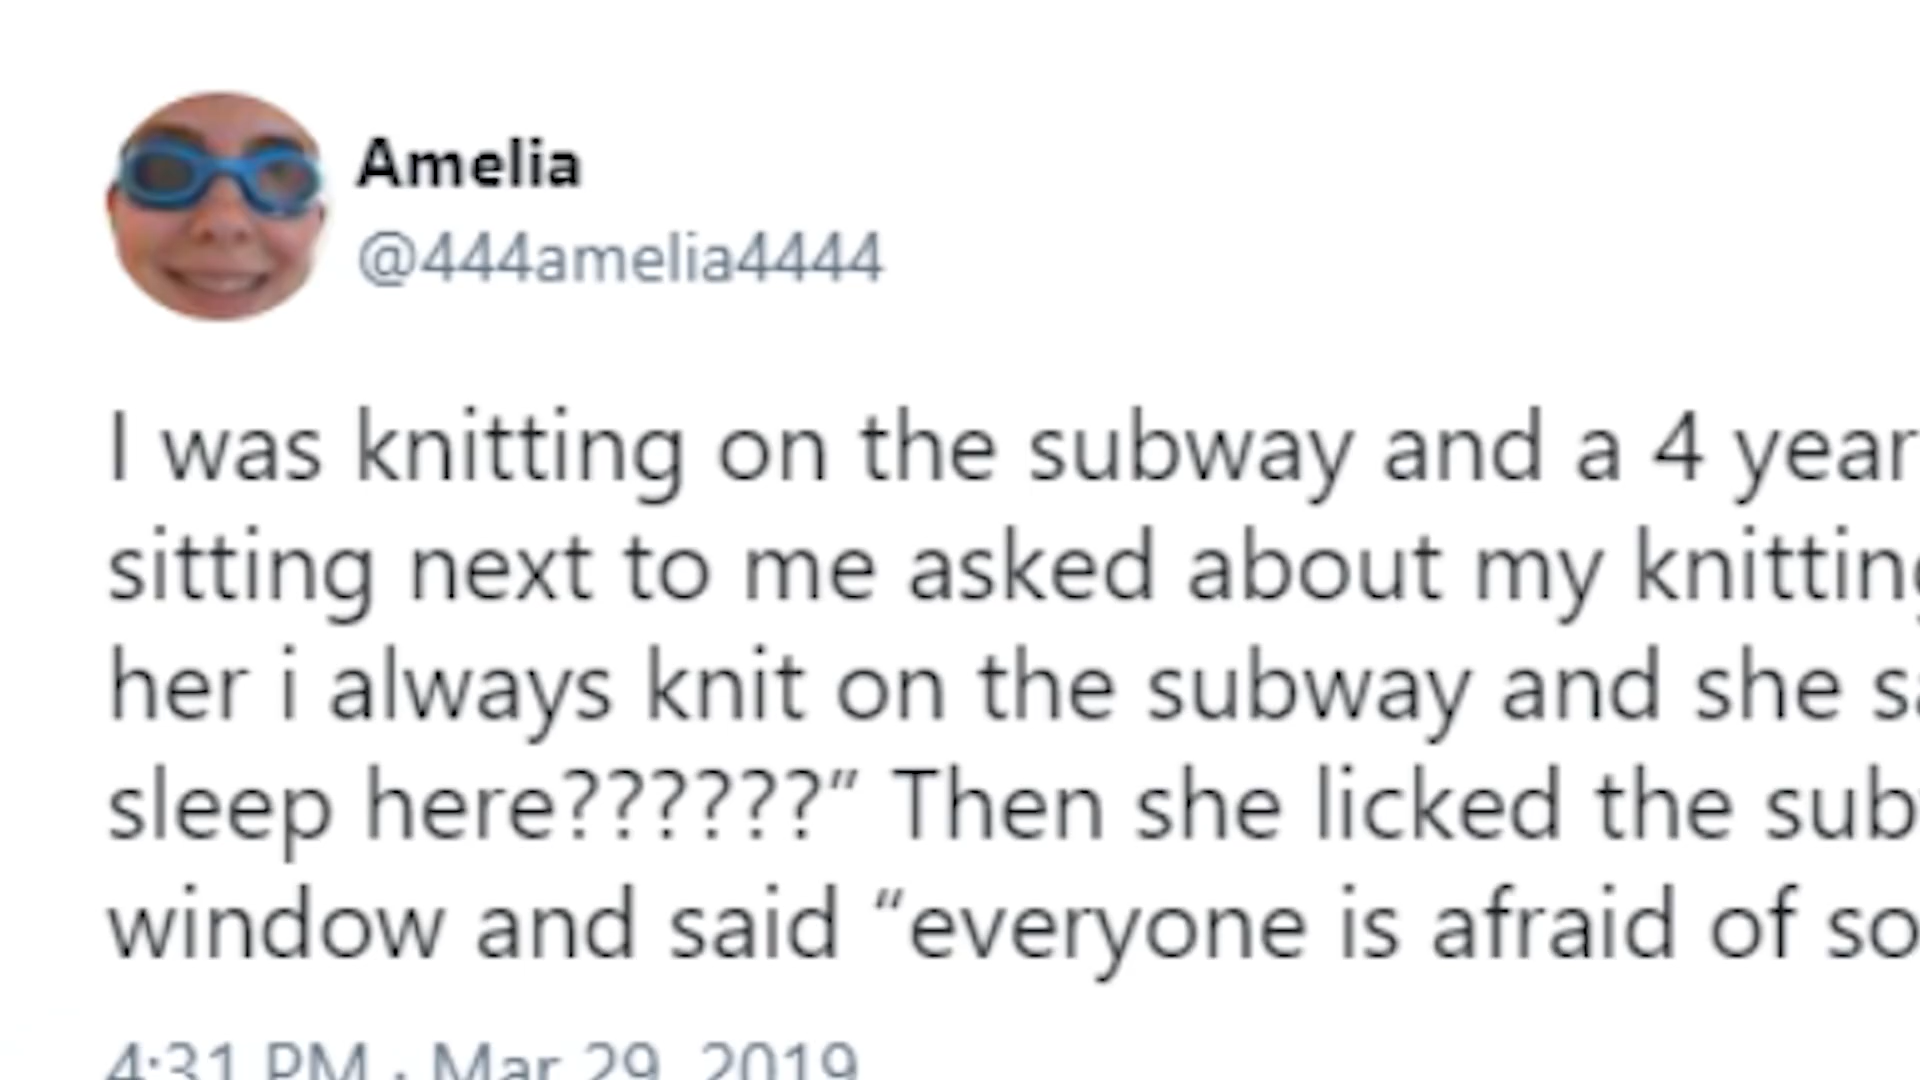 Amelia
@444amelia4444
I was knitting on the subway and a 4 year
sitting next to me asked about my knitting
her i always knit on the subway and she sa
sleep here??????” Then she licked the sub
window and said “everyone is afraid of so
4:31 PM · Mar 29, 2019